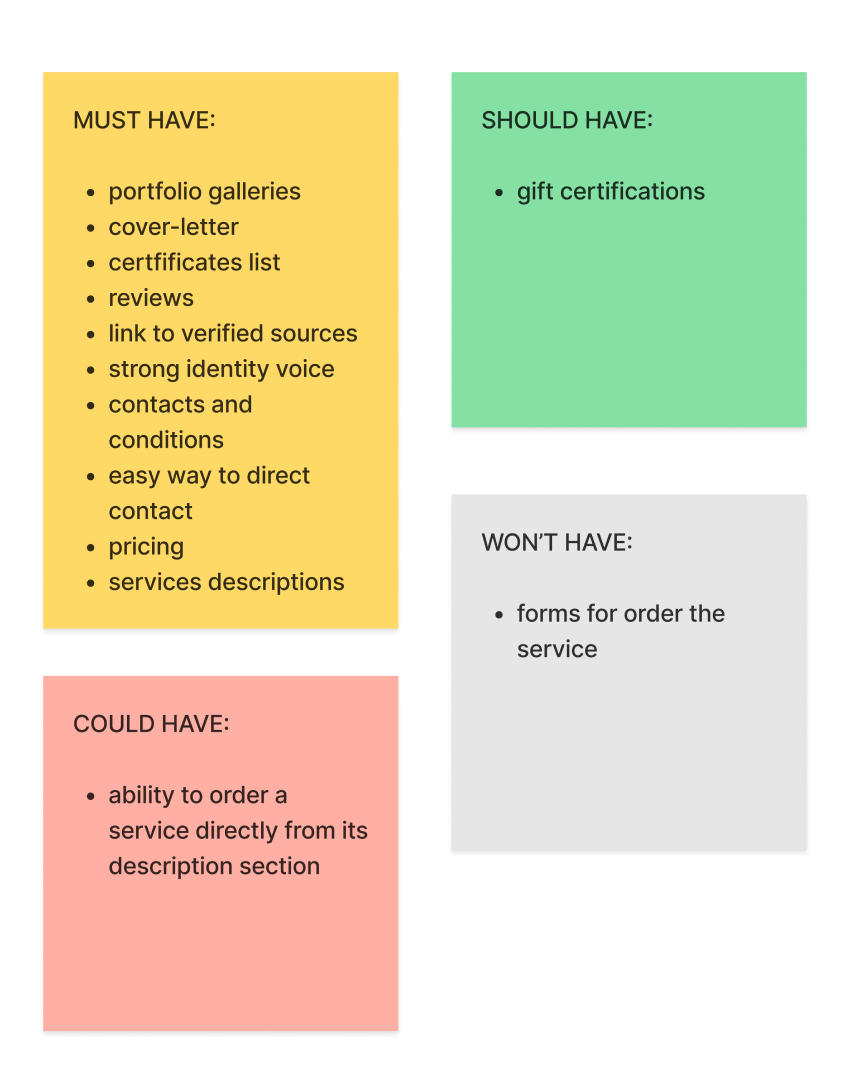 MUST HAVE:
• portfolio galleries
• cover-letter
• certfificates list
• reviews
• link to verified sources
• strong identity voice
• contacts and
conditions
• easy way to direct
contact
• pricing
• services descriptions
SHOULD HAVE:
• gift certifications
COULD HAVE:
• ability to order a
service directly from its
description section
WON’T HAVE:
• forms for order the
service